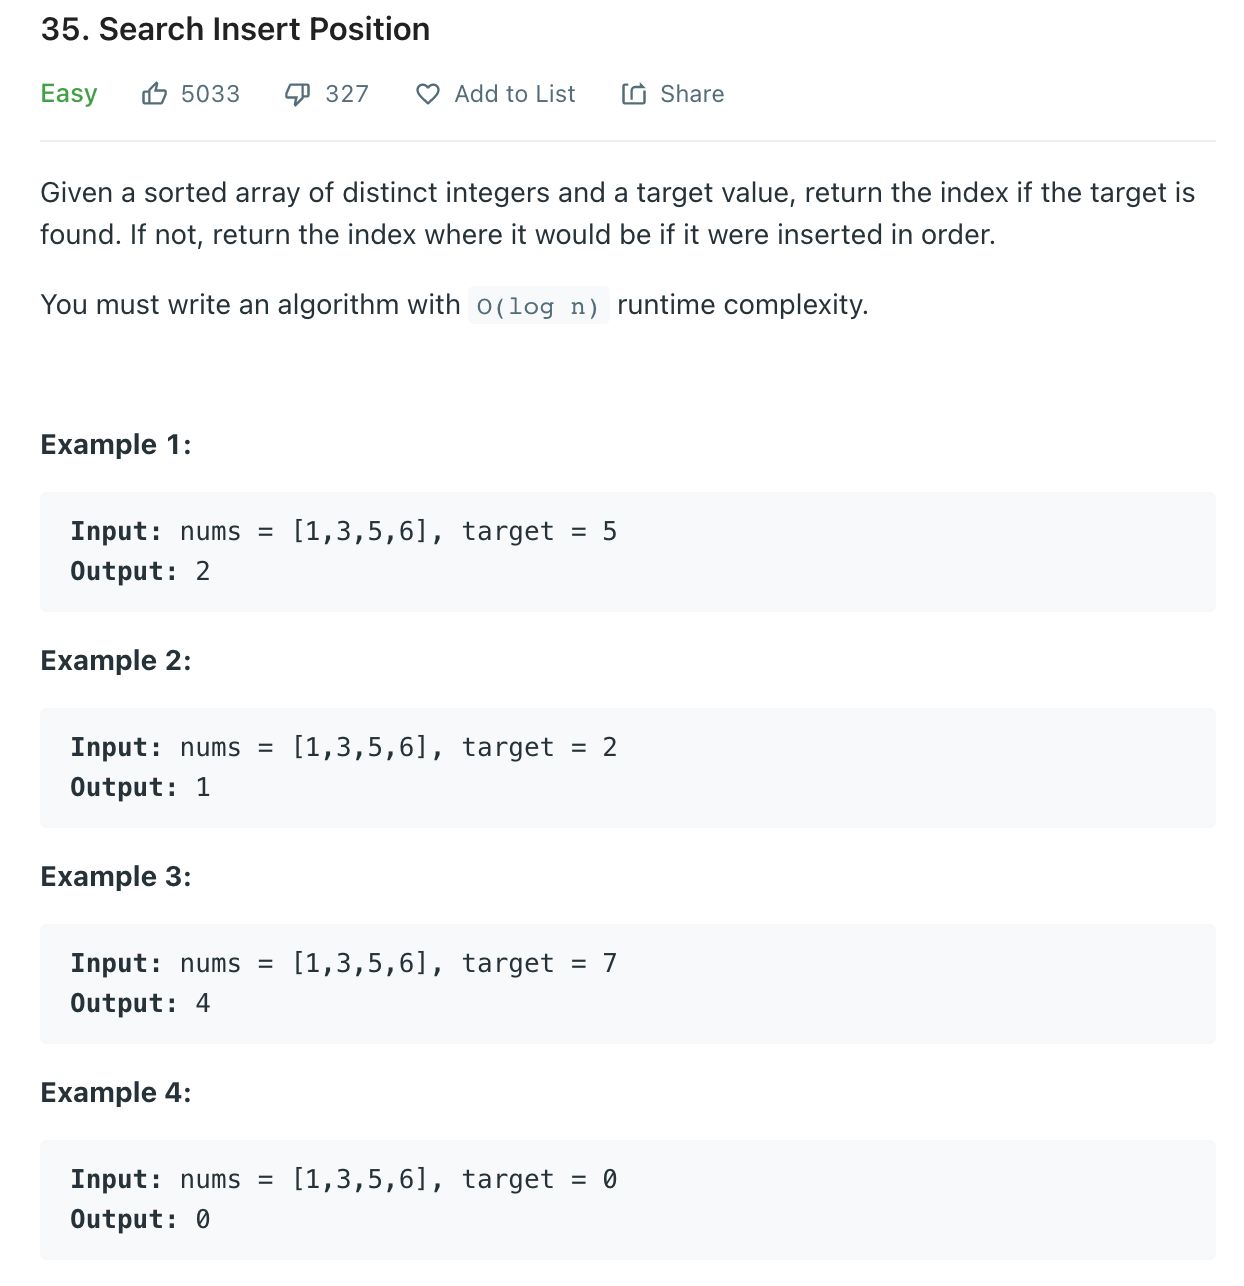 35. Search Insert Position
Easy 5033 327 Add to List Share
Given a sorted array of distinct integers and a target value, return the index if the target is
found. If not, return the index where it would be if it were inserted in order.
You must write an algorithm with O(log n) runtime complexity.
Example 1:
Input: nums = [1,3,5,6], target = 5
Output: 2
Example 2:
Input: nums = [1,3,5,6], target = 2
Output: 1
Example 3:
Input: nums = [1,3,5,6], target = 7
Output: 4
Example 4:
Input: nums = [1,3,5,6], target = 0
Output: 0